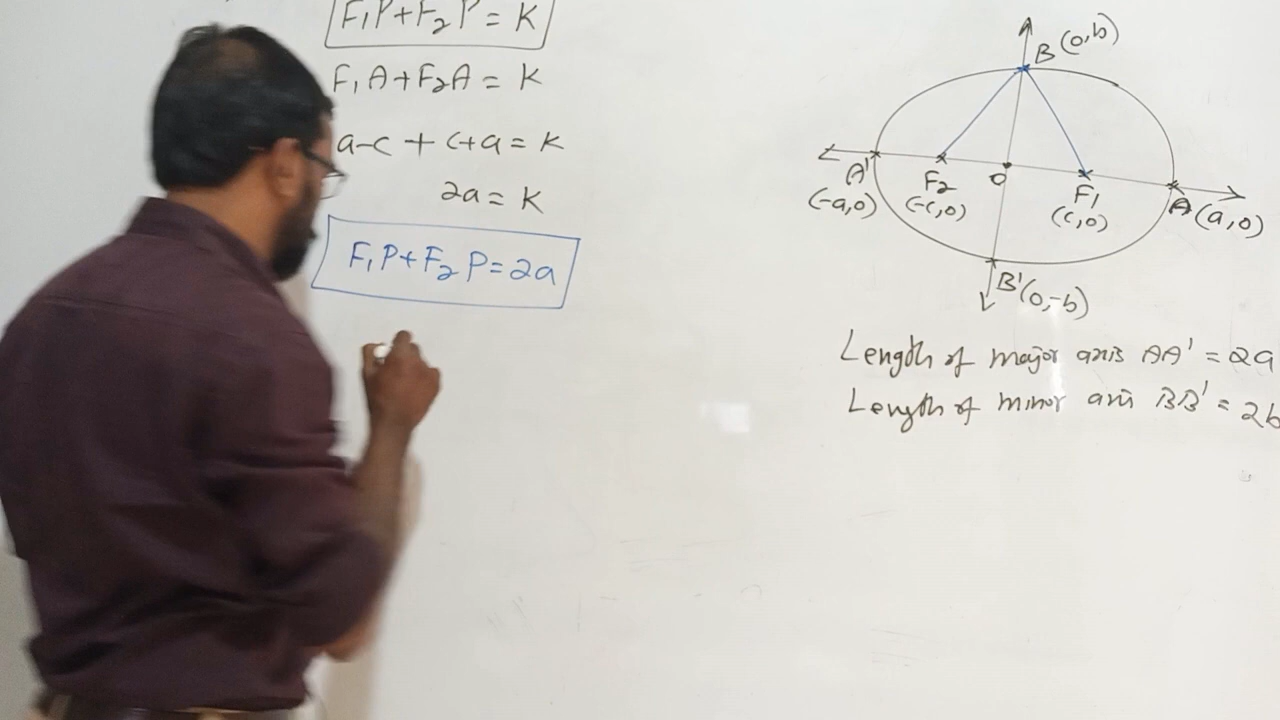 F₁P+F₂P = K
F₁A+F₂A = K
a-c + c+a = K
2a = K
F₁P+F₂P=2a
B(0,b)
A'
(-a,0)
F₂
(-c,0)
O
F₁
(c,0)
A(a,0)
B'(0,-b)
Length of major axis AA' = 2a
Length of minor axis BB' = 2b